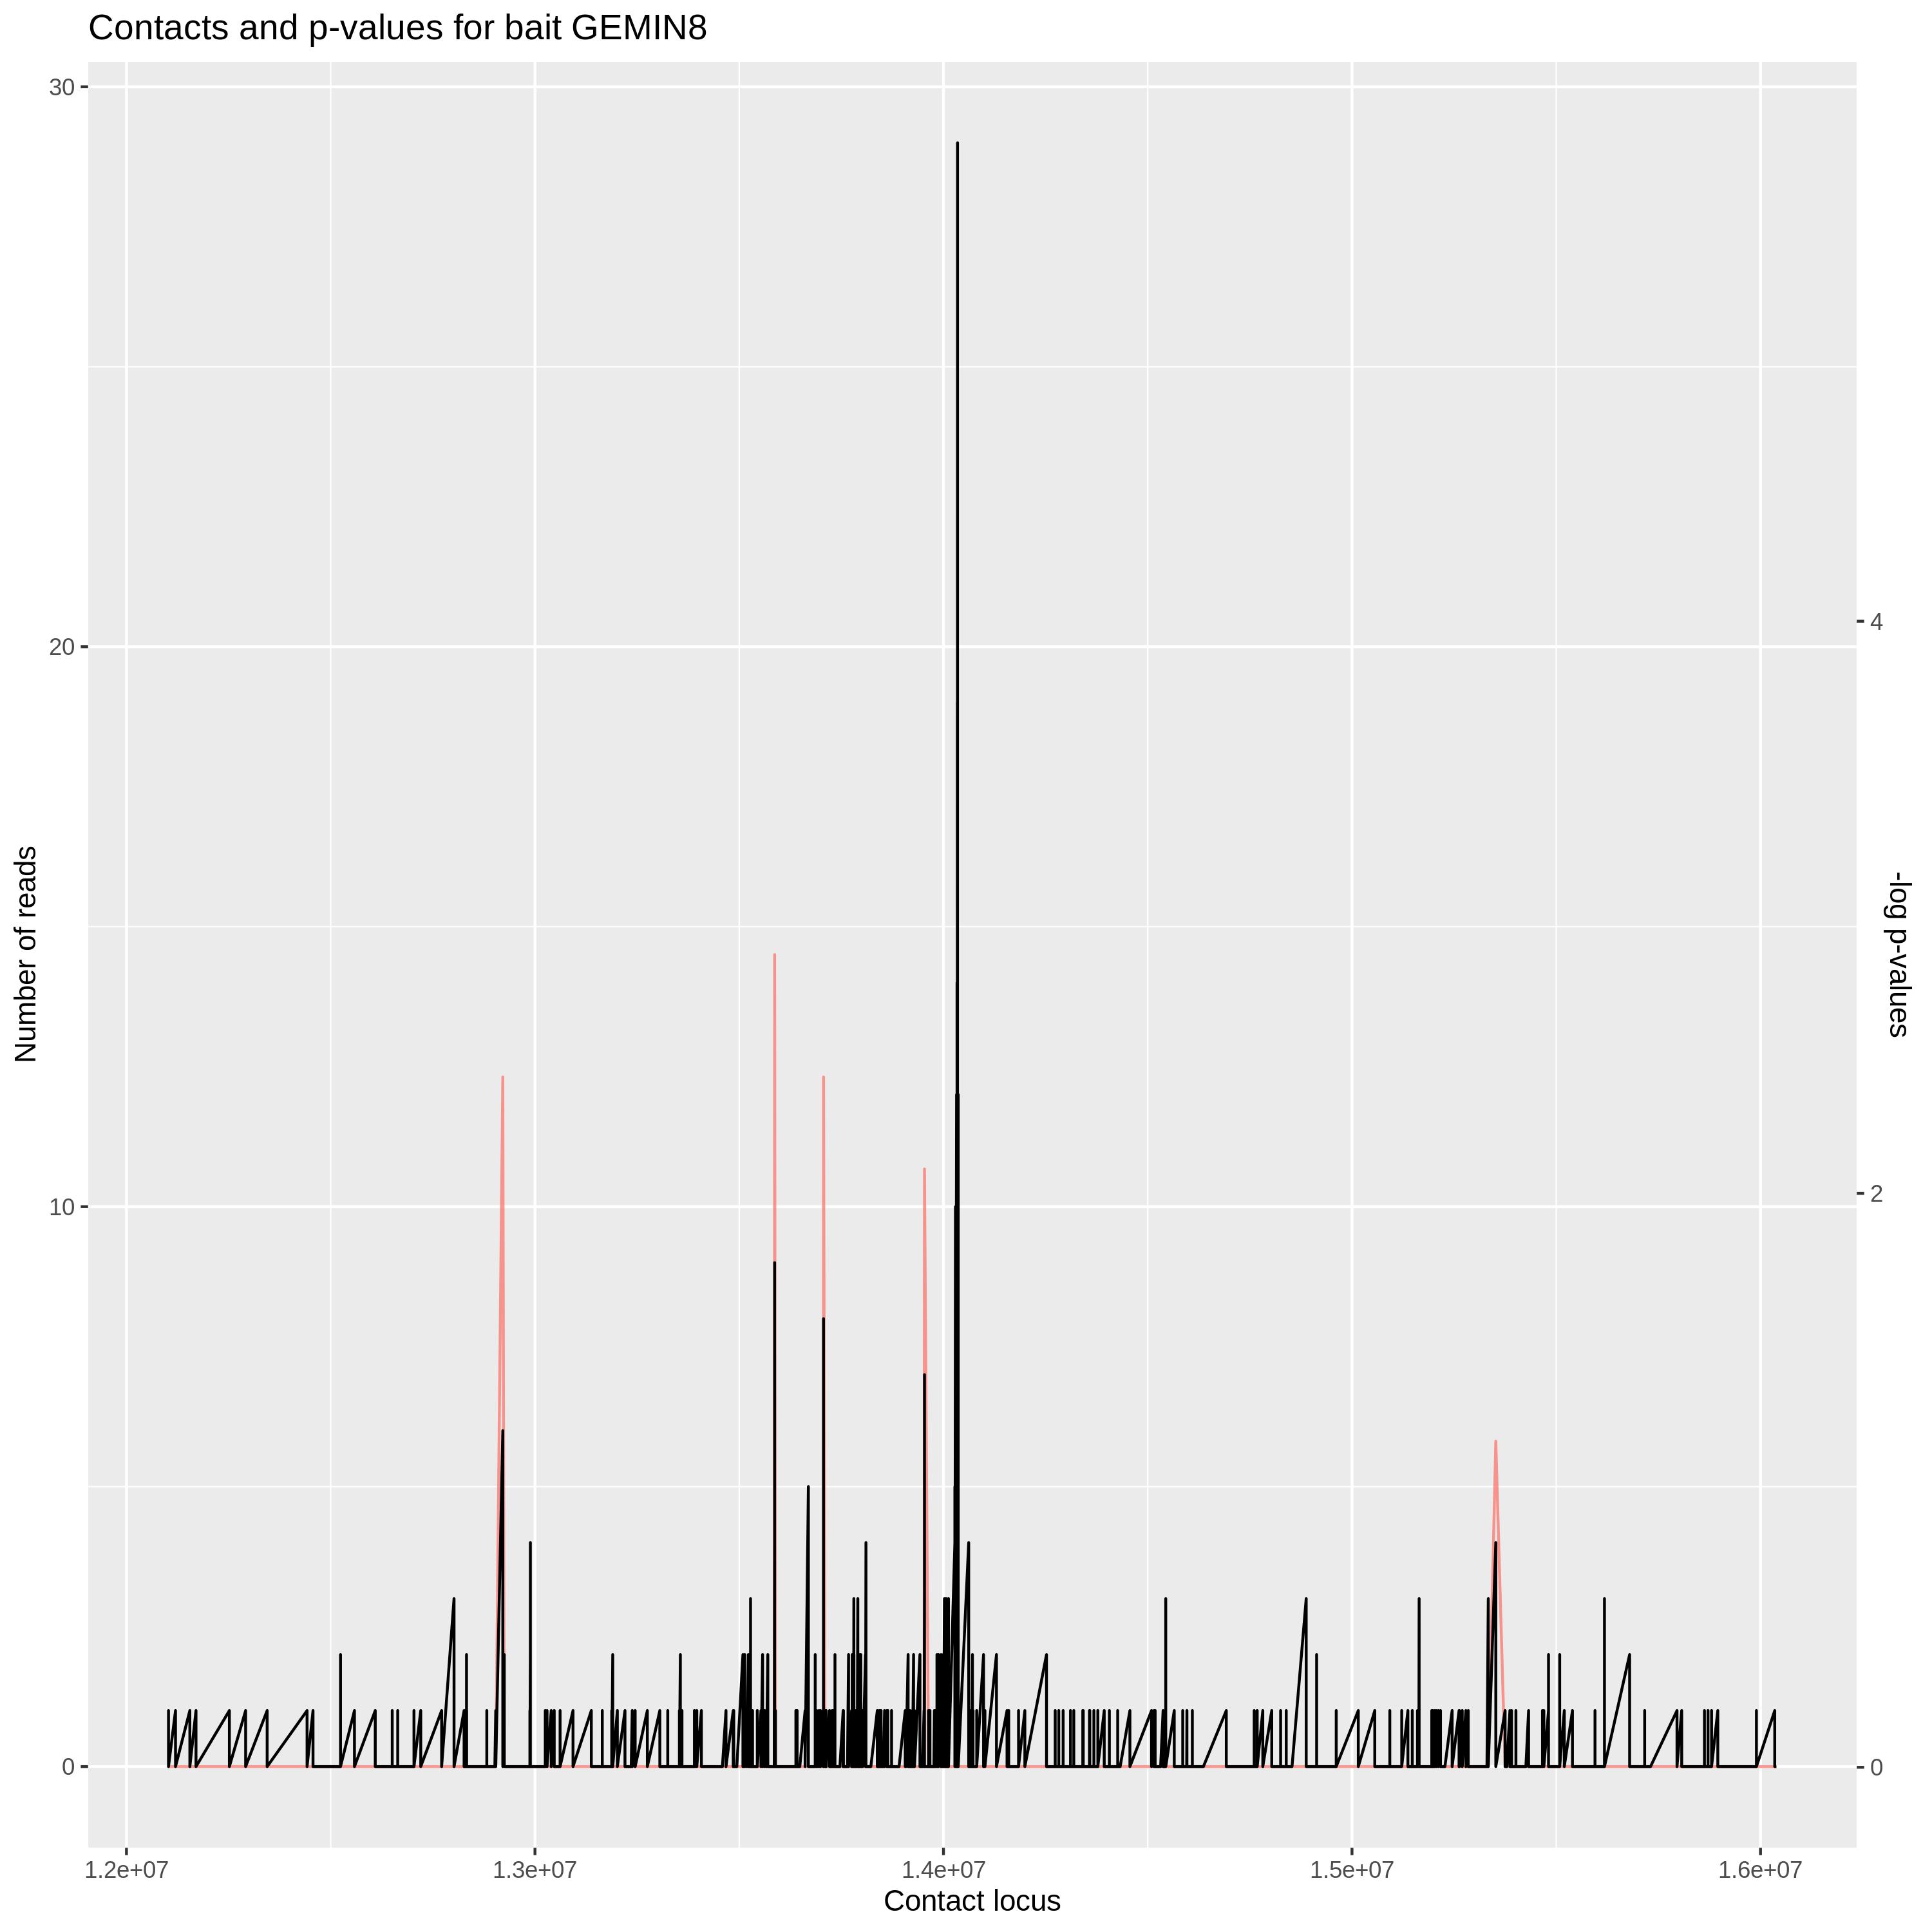 Contacts and p-values for bait GEMIN8
30
20
10
0
Number of reads
4
2
0
-log p-values
1.2e+07
1.3e+07
1.4e+07
1.5e+07
1.6e+07
Contact locus